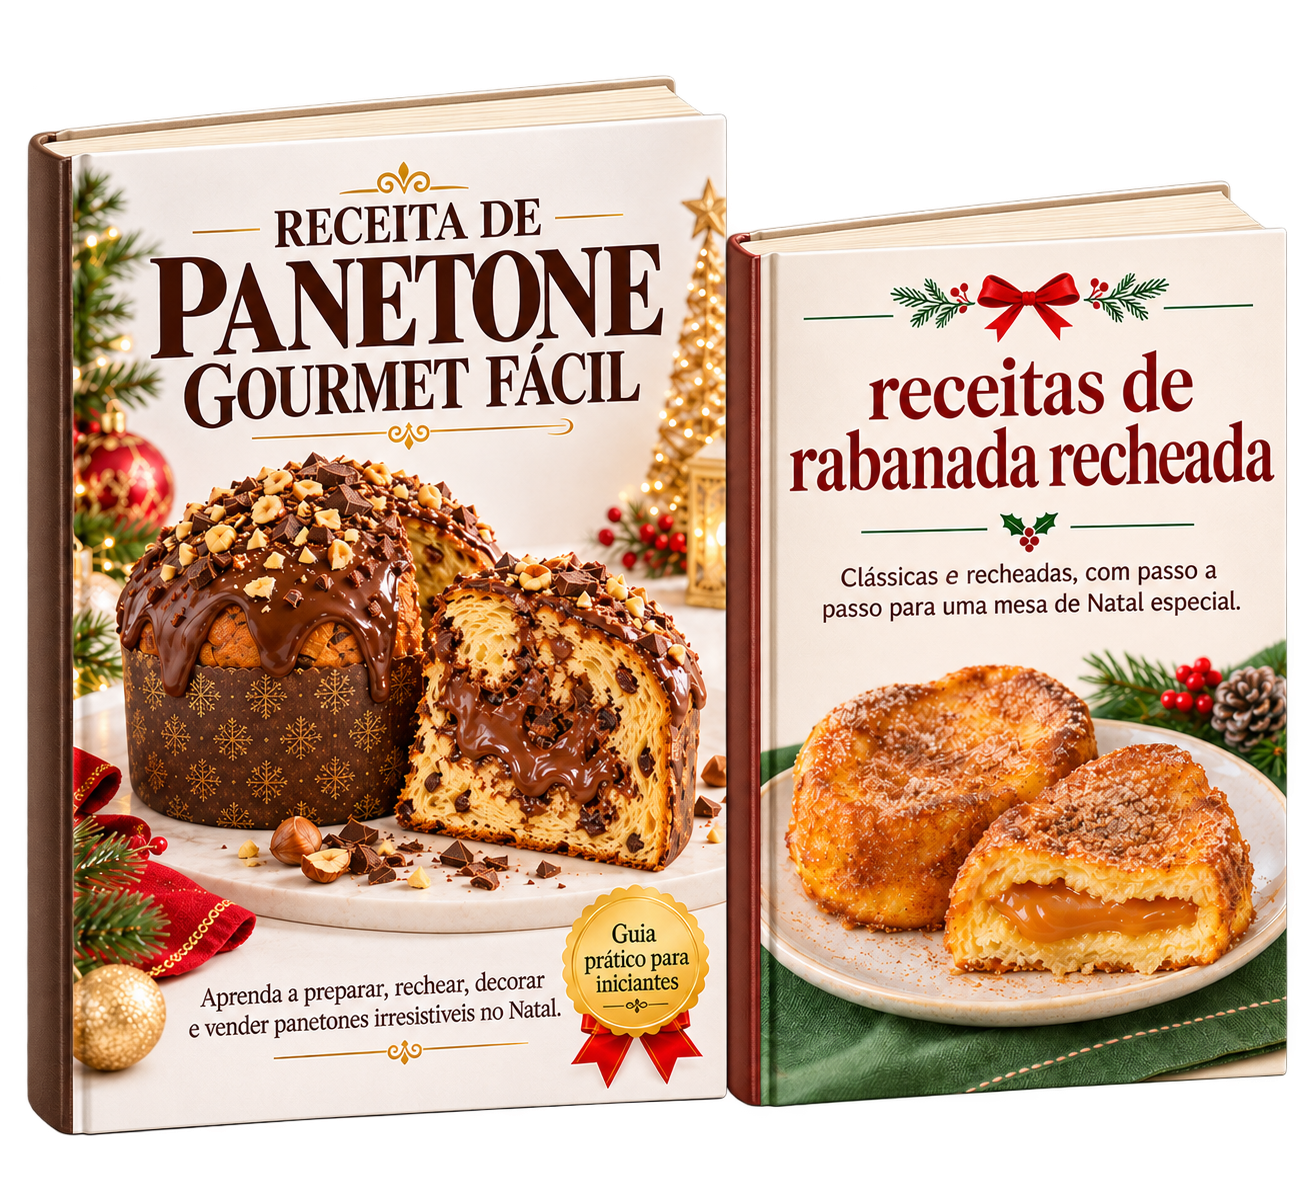 RECEITA DE
PANETONE
GOURMET FÁCIL
Guia
prático para
iniciantes
Aprenda a preparar, rechear, decorar
e vender panetones irresistíveis no Natal.
receitas de
rabanada recheada
Clássicas e recheadas, com passo a
passo para uma mesa de Natal especial.